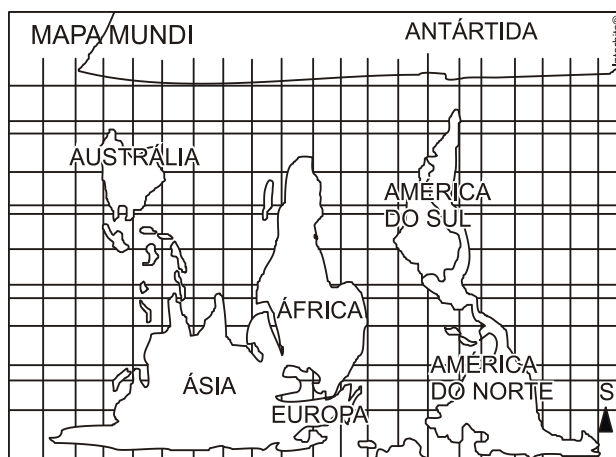 MAPA MUNDI
ANTÁRTIDA
AUSTRÁLIA
AMÉRICA
DO SUL
ÁFRICA
ÁSIA
EUROPA
AMÉRICA
DO NORTE
S